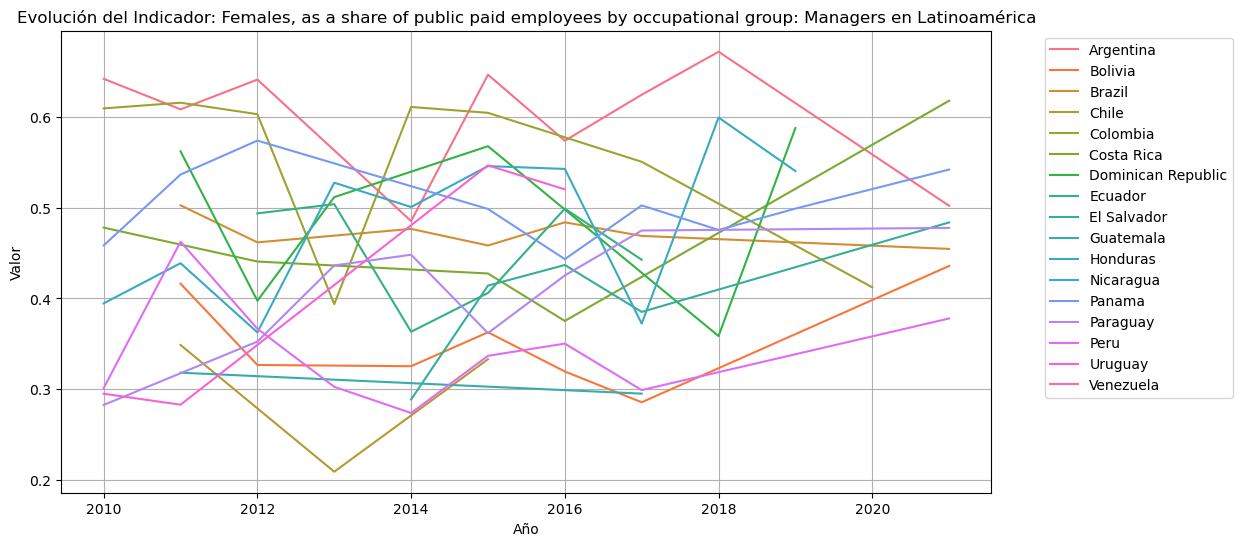 Evolución del Indicador: Females, as a share of public paid employees by occupational group: Managers en Latinoamérica
Valor
0.6
0.5
0.4
0.3
0.2
2010
2012
2014
2016
2018
2020
Año
Argentina
Bolivia
Brazil
Chile
Colombia
Costa Rica
Dominican Republic
Ecuador
El Salvador
Guatemala
Honduras
Nicaragua
Panama
Paraguay
Peru
Uruguay
Venezuela